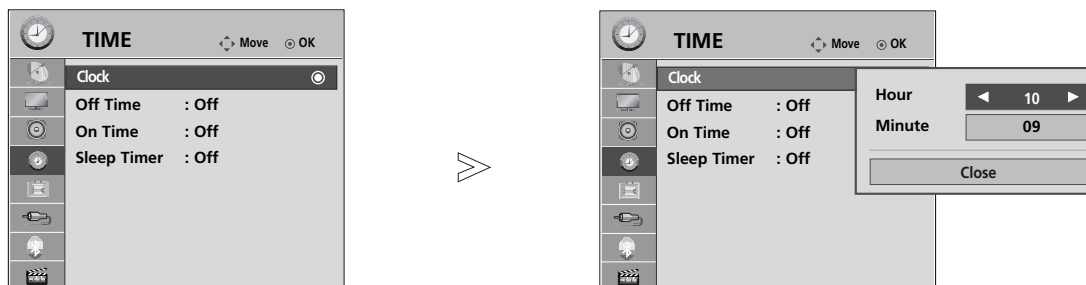 TIME Move OK
Clock
Off Time : Off
On Time : Off
Sleep Timer : Off
TIME Move OK
Clock
Off Time : Off
On Time : Off
Sleep Timer : Off
Hour 10
Minute 09
Close